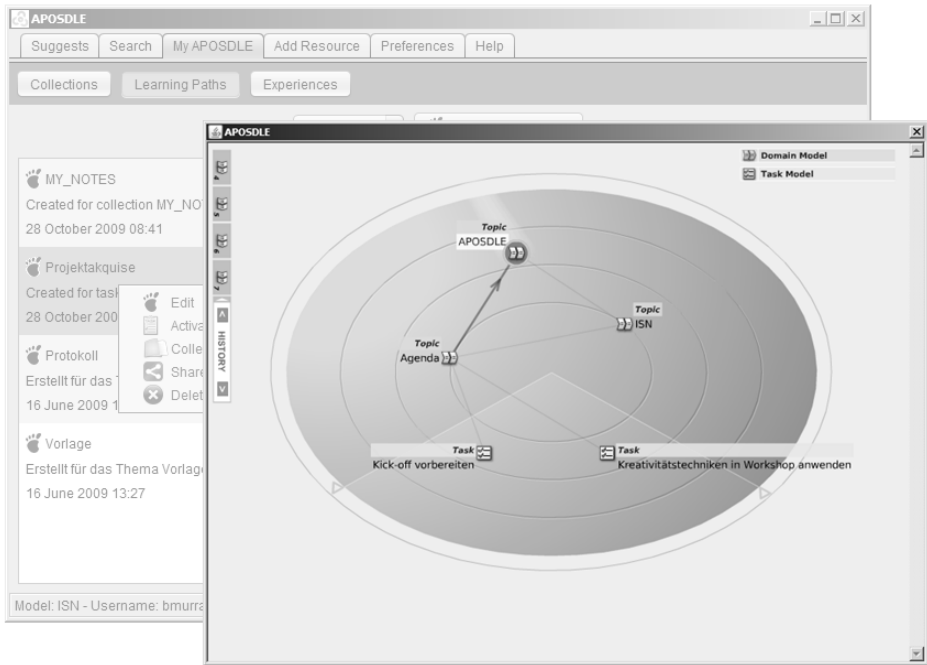 APOSDLE
Suggests Search My APOSDLE Add Resource Preferences Help
Collections Learning Paths Experiences
MY_NOTES
Created for collection MY_NO
28 October 2009 08:41
Projektakquise
Created for task
28 October 200
Edit
Activa
Colle
Share
Delet
Protokoll
Erstellt für das T
16 June 2009 1
Vorlage
Erstellt für das Thema Vorlage
16 June 2009 13:27
Model: ISN - Username: bmurra
APOSDLE
4
5
6
7
HISTORY
Domain Model
Task Model
Topic
APOSDLE
Topic
ISN
Topic
Agenda
Task
Kick-off vorbereiten
Task
Kreativitätstechniken in Workshop anwenden